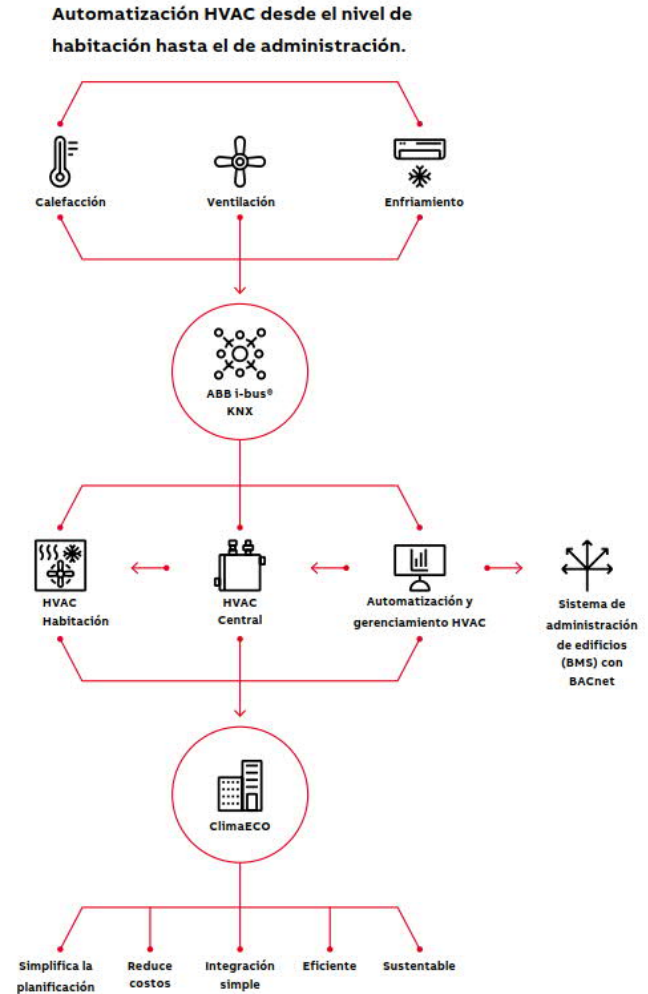 Automatización HVAC desde el nivel de
habitación hasta el de administración.
Calefacción
Ventilación
Enfriamiento
ABB i-bus®
KNX
HVAC
Habitación
HVAC
Central
Automatización y
gerenciamiento HVAC
Sistema de
administración
de edificios
(BMS) con
BACnet
ClimaECO
Simplifica la
planificación
Reduce
costos
Integración
simple
Eficiente
Sustentable